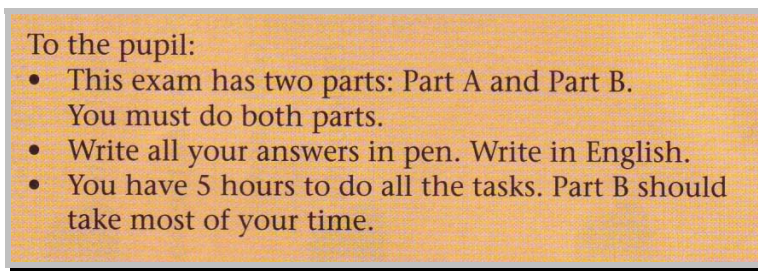 To the pupil:
• This exam has two parts: Part A and Part B.
You must do both parts.
• Write all your answers in pen. Write in English.
• You have 5 hours to do all the tasks. Part B should
take most of your time.